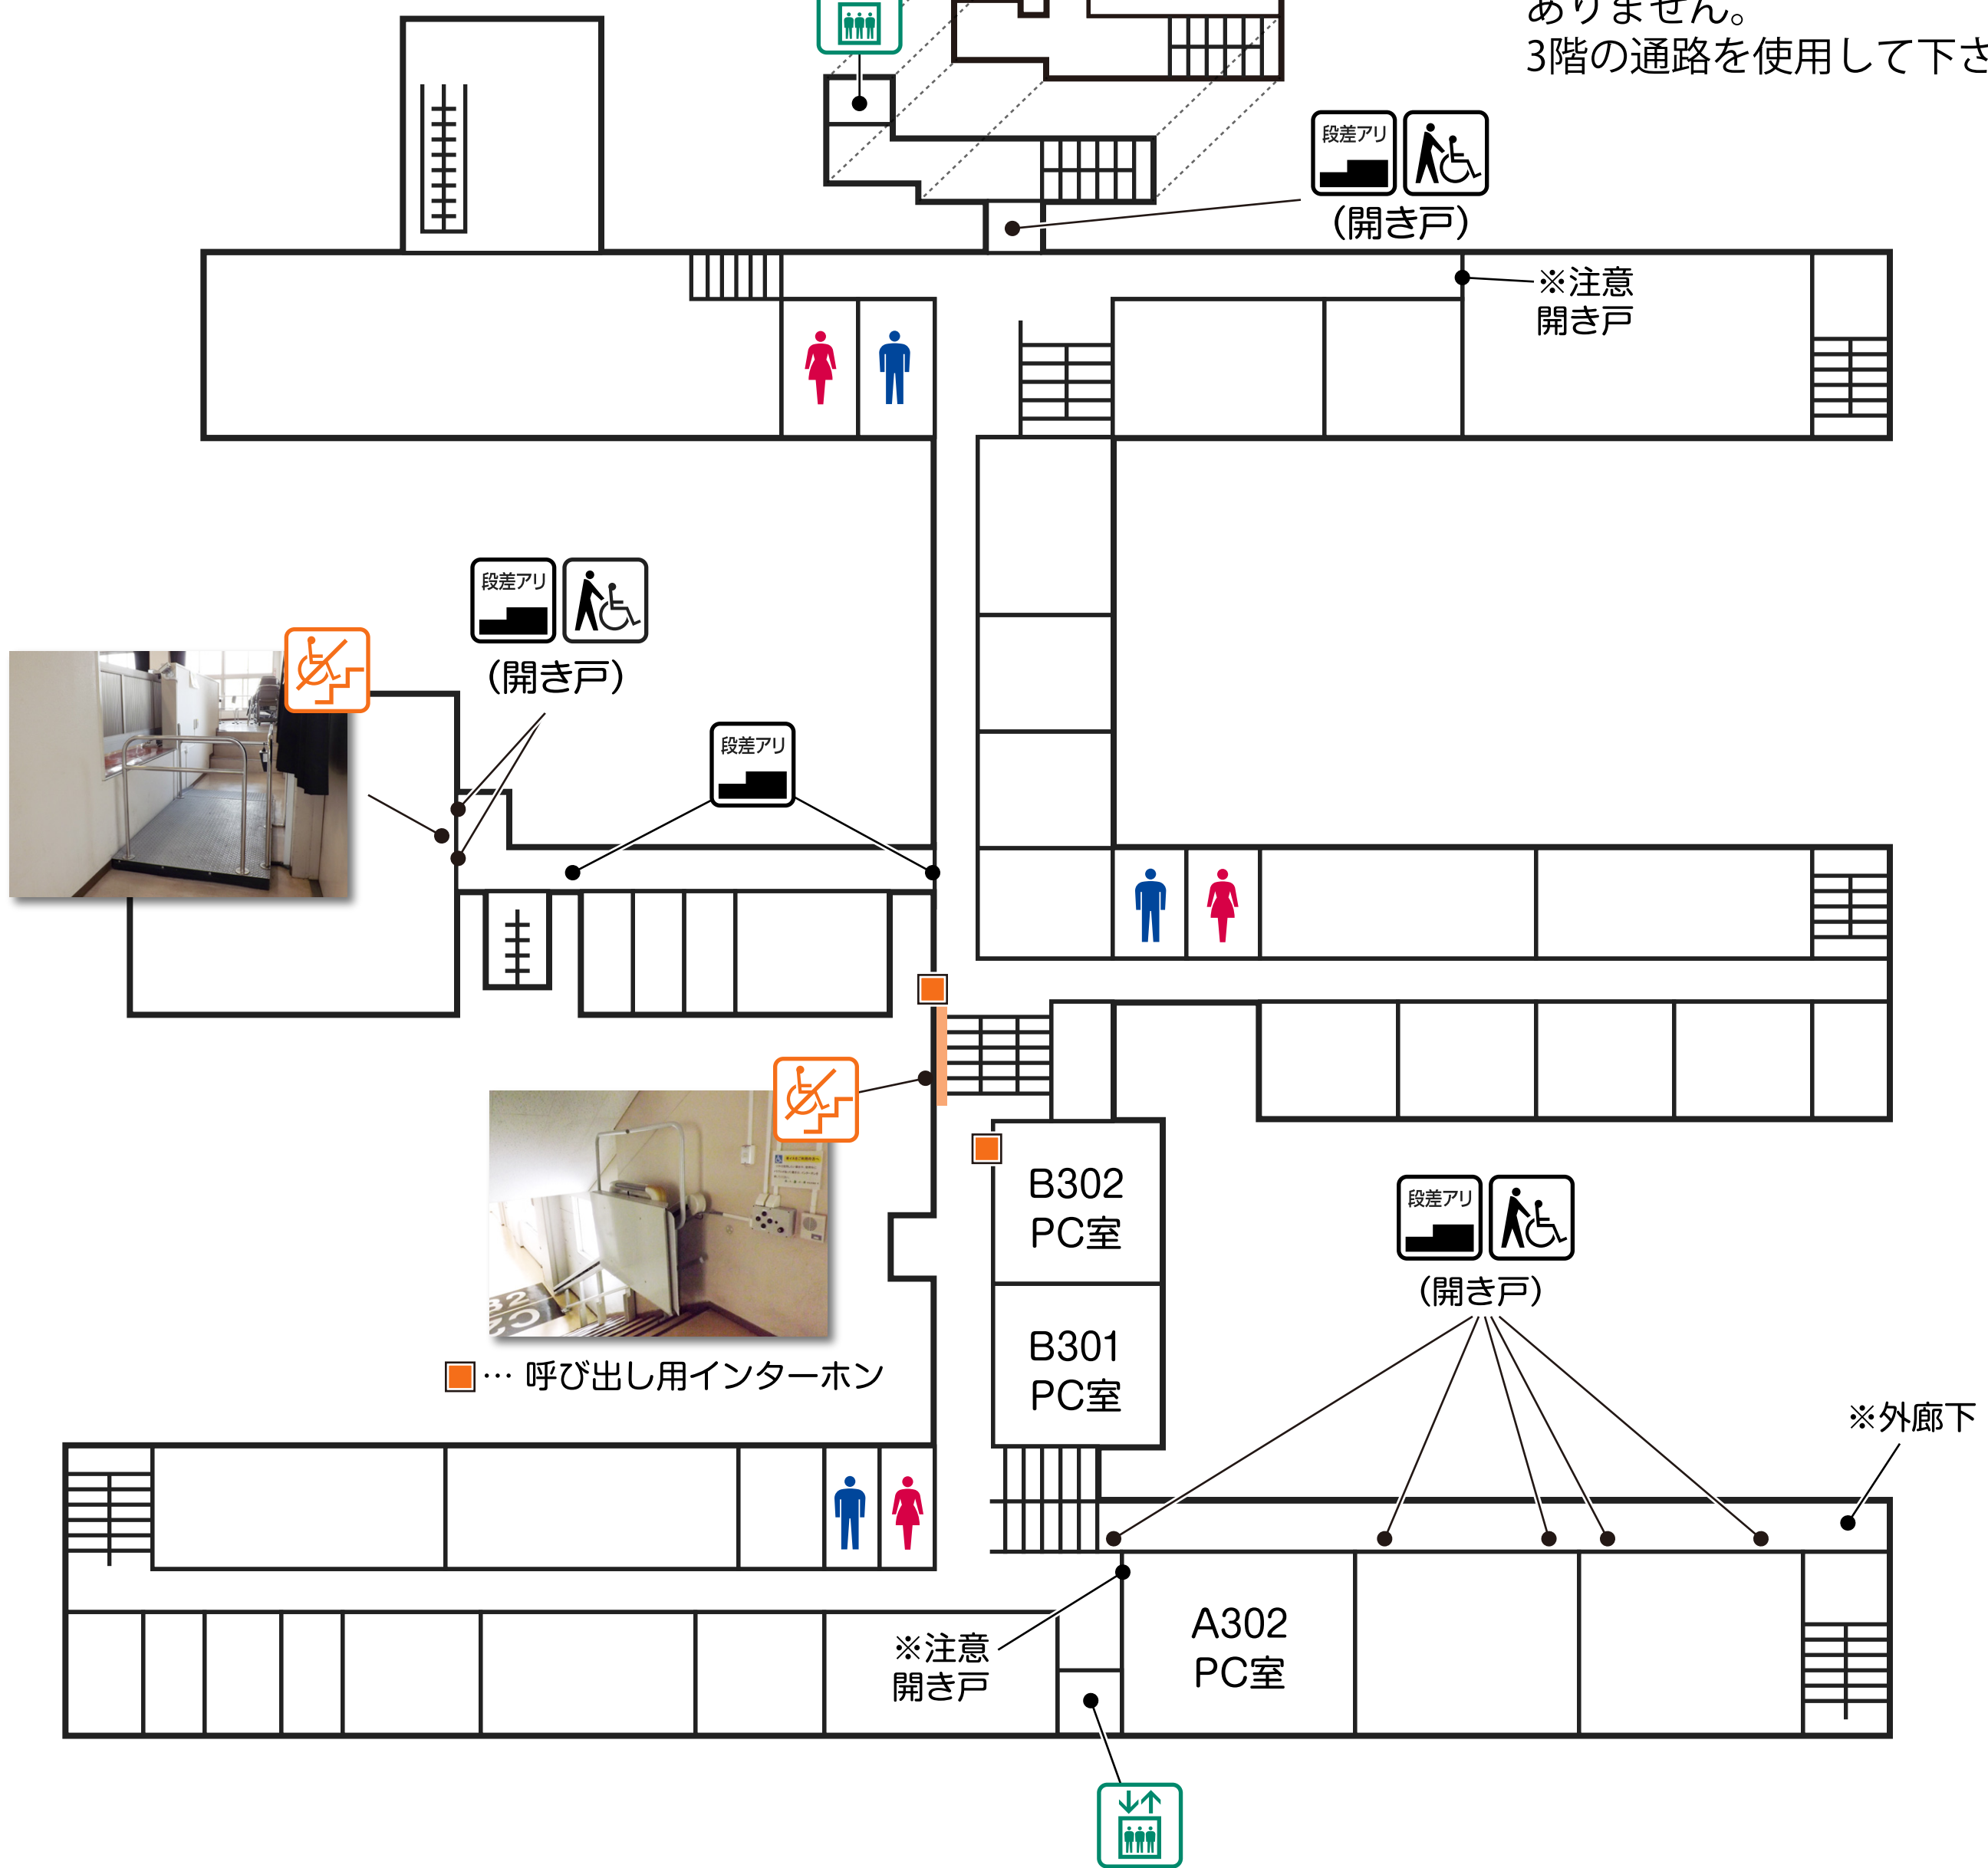 ありません。
3階の通路を使用して下さ
段差アリ
(開き戸)
※注意
開き戸
段差アリ
(開き戸)
段差アリ
B302
PC室
段差アリ
(開き戸)
B301
PC室
■… 呼び出し用インターホン
※外廊下
※注意
開き戸
A302
PC室